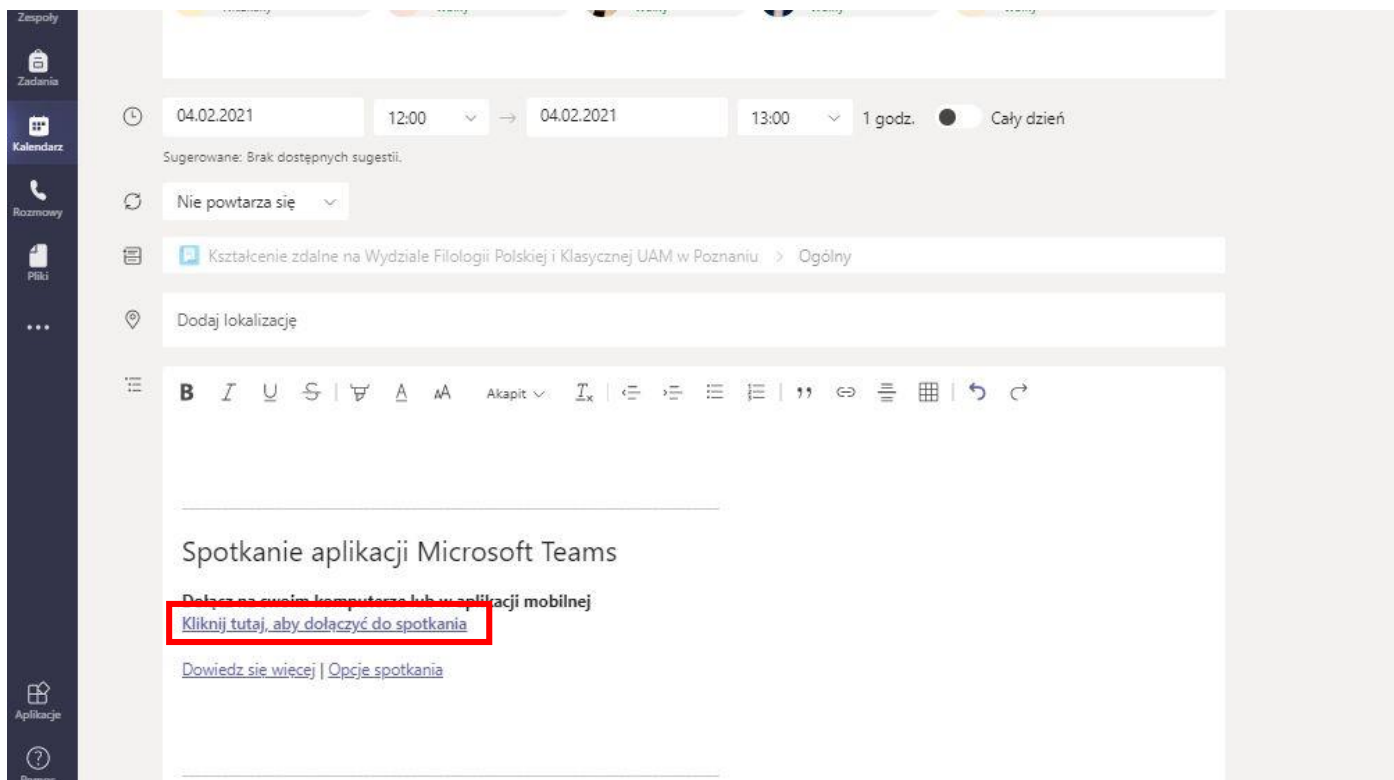 Zespoły
Zadania
Kalendarz
Rozmowy
Pliki
Aplikacje
04.02.2021 12:00 → 04.02.2021 13:00 1 godz. Cały dzień
Sugerowane: Brak dostępnych sugestii.
Nie powtarza się
Kształcenie zdalne na Wydziale Filologii Polskiej i Klasycznej UAM w Poznaniu > Ogólny
Dodaj lokalizację
B I U S A AA Akapit Tx
Spotkanie aplikacji Microsoft Teams
Dołącz na swoim komputerze lub w aplikacji mobilnej
Kliknij tutaj, aby dołączyć do spotkania
Dowiedz się więcej | Opcje spotkania